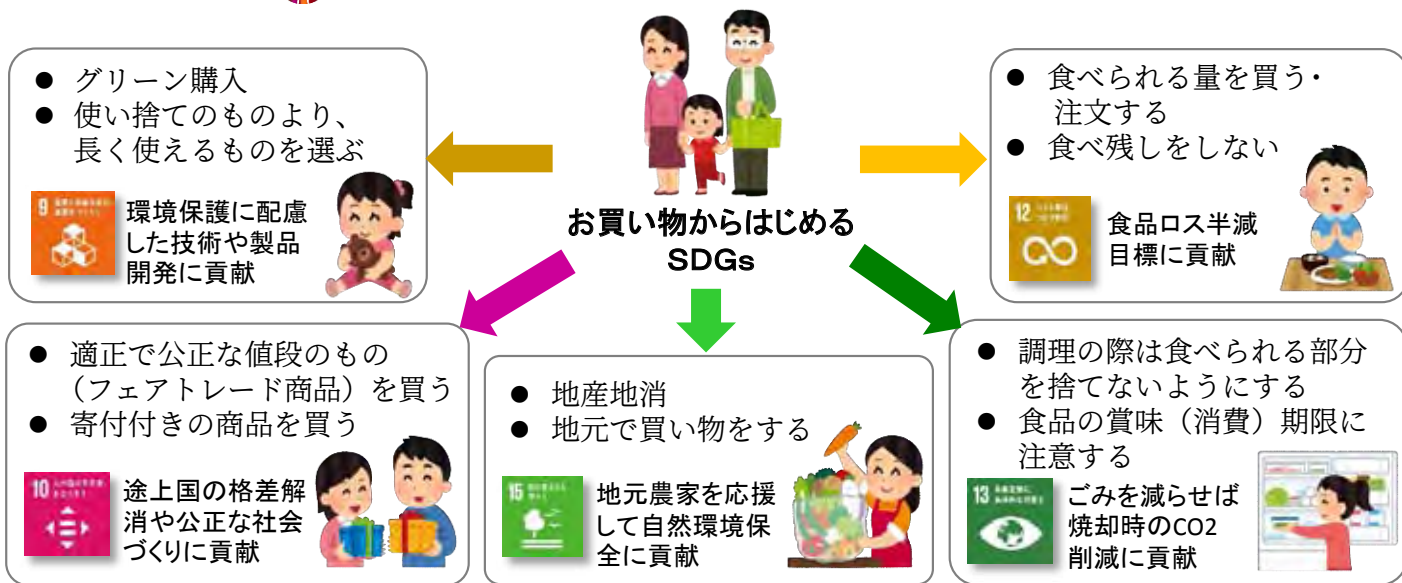 お買い物からはじめる
SDGs
● グリーン購入
● 使い捨てのものより、
長く使えるものを選ぶ
9
環境保護に配慮
した技術や製品
開発に貢献
● 食べられる量を買う・
注文する
● 食べ残しをしない
12
食品ロス半減
目標に貢献
● 適正で公正な値段のもの
（フェアトレード商品）を買う
● 寄付付きの商品を買う
10
途上国の格差解
消や公正な社会
づくりに貢献
● 地産地消
● 地元で買い物をする
15
地元農家を応援
して自然環境保
全に貢献
● 調理の際は食べられる部分
を捨てないようにする
● 食品の賞味（消費）期限に
注意する
13
ごみを減らせば
焼却時のCO2
削減に貢献